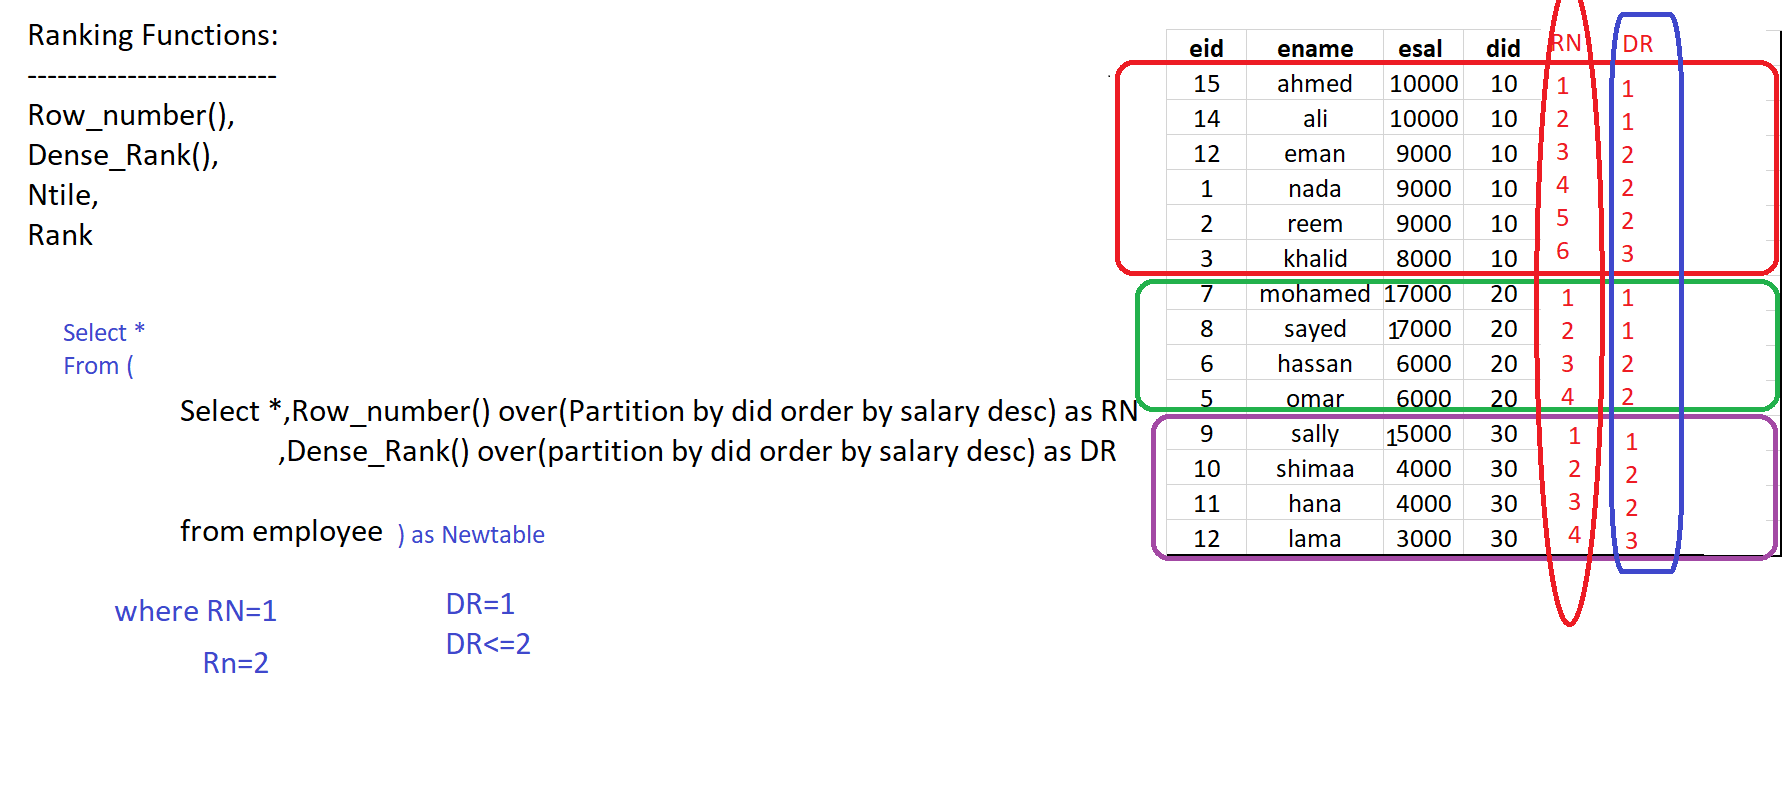 Ranking Functions:
-------------------------
Row_number(),
Dense_Rank(),
Ntile,
Rank
Select *
From (
Select *,Row_number() over(Partition by did order by salary desc) as RN
,Dense_Rank() over(partition by did order by salary desc) as DR
from employee ) as Newtable
where RN=1 DR=1
DR<=2
Rn=2
eid ename esal did RN DR
15 ahmed 10000 10 1 1
14 ali 10000 10 2 1
12 eman 9000 10 3 2
1 nada 9000 10 4 2
2 reem 9000 10 5 2
3 khalid 8000 10 6 3
7 mohamed 17000 20 1 1
8 sayed 17000 20 2 1
6 hassan 6000 20 3 2
5 omar 6000 20 4 2
9 sally 15000 30 1 1
10 shimaa 4000 30 2 2
11 hana 4000 30 3 2
12 lama 3000 30 4 3